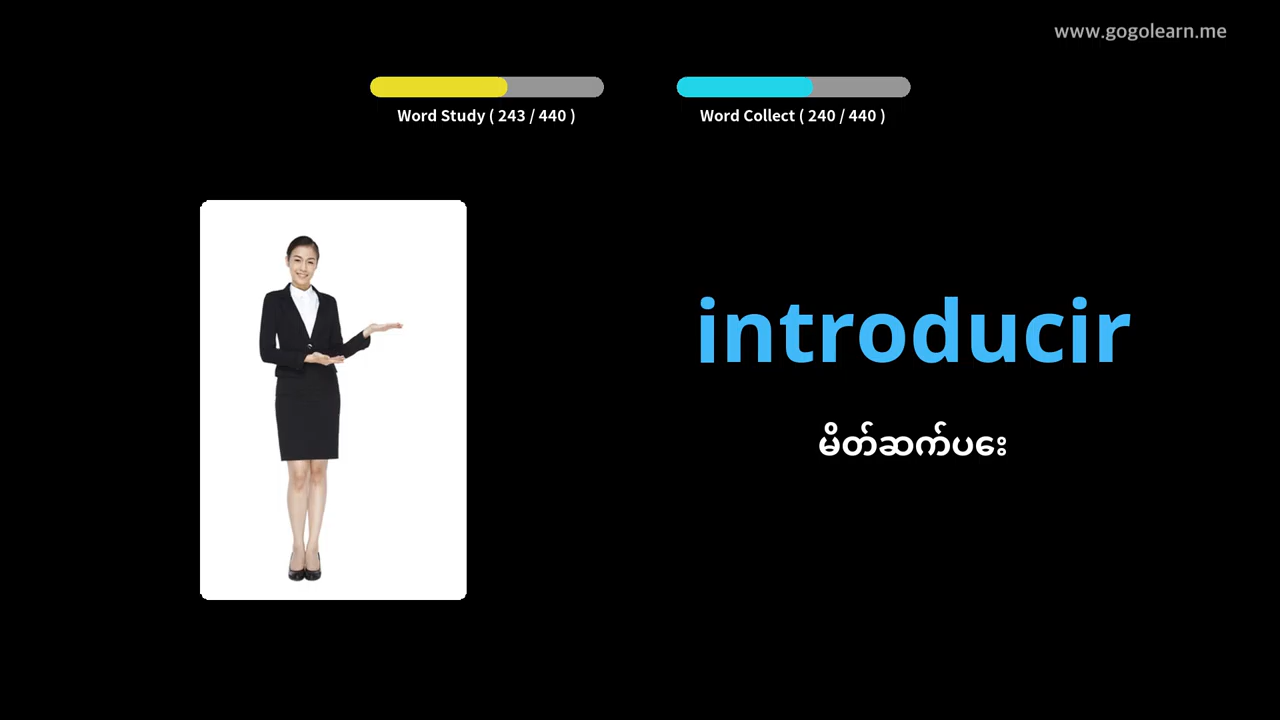 www.gogolearn.me
Word Study ( 243 / 440 )
Word Collect ( 240 / 440 )
introducir
မိတ်ဆက်ပေး